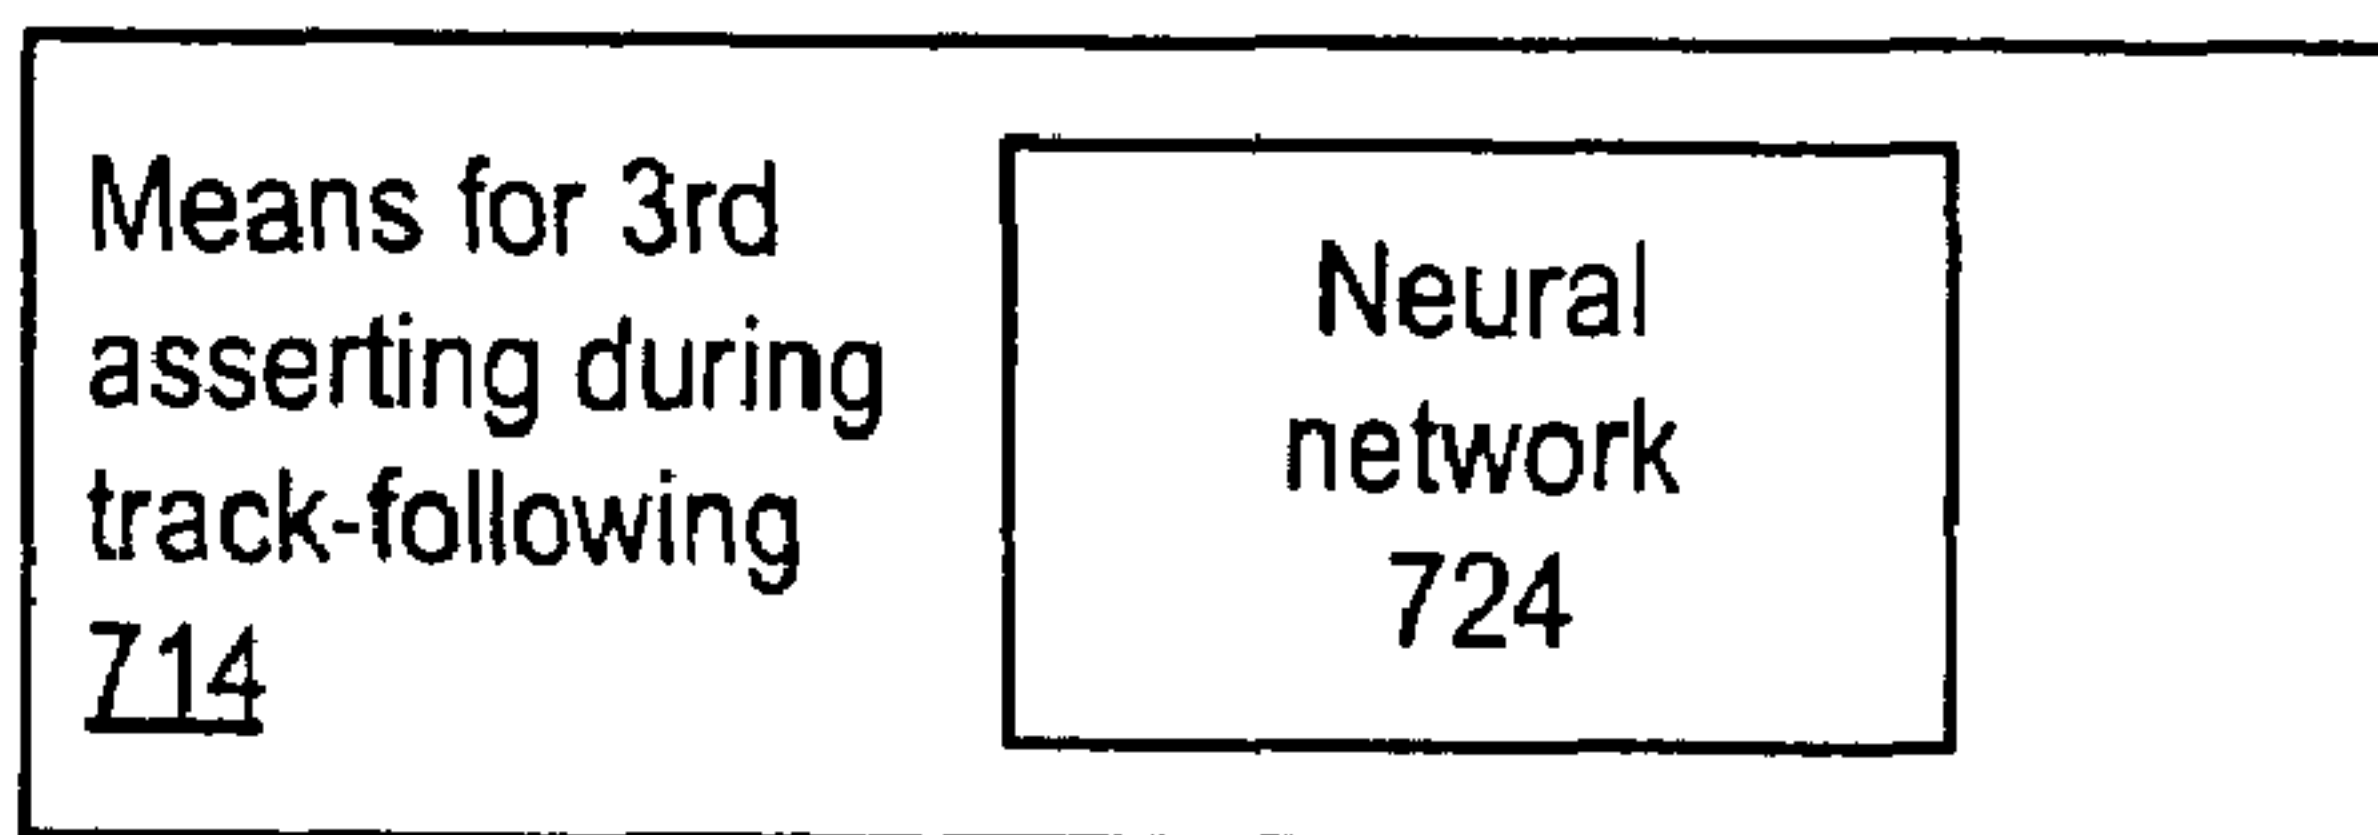 Means for 3rd
asserting during
track-following
714
Neural
network
724